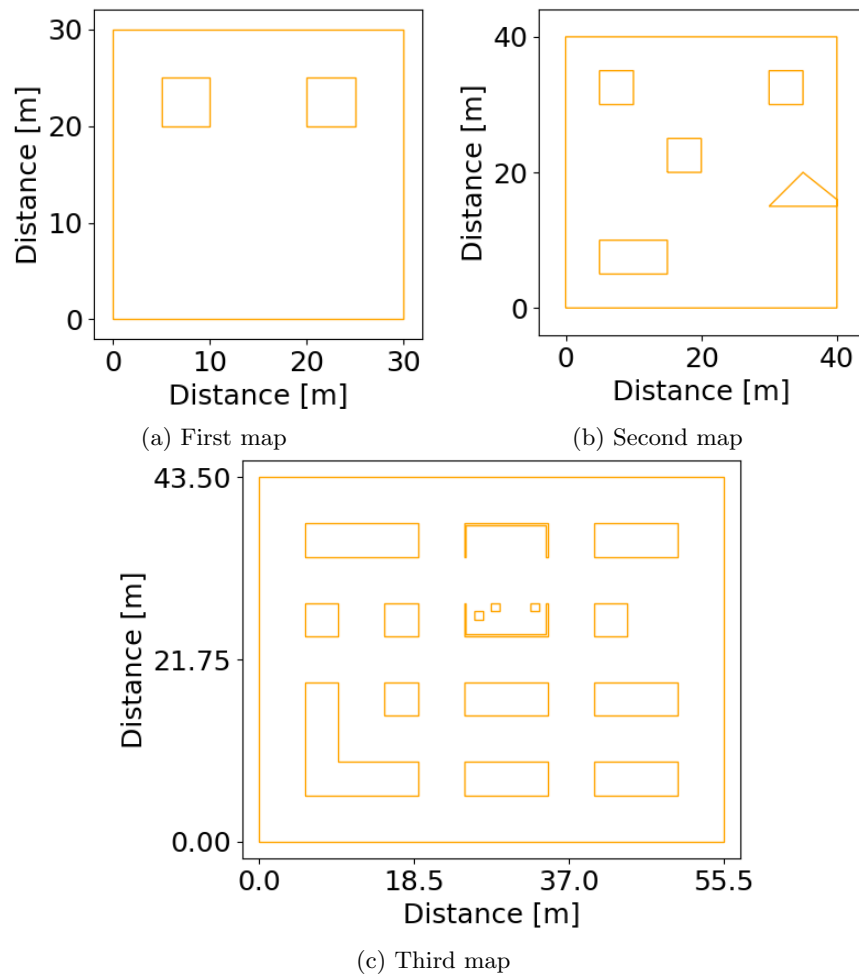 30
20
10
0
Distance [m]
0 10 20 30
Distance [m]
(a) First map
40
20
0
Distance [m]
0 20 40
Distance [m]
(b) Second map
43.50
21.75
0.00
Distance [m]
0.0 18.5 37.0 55.5
Distance [m]
(c) Third map